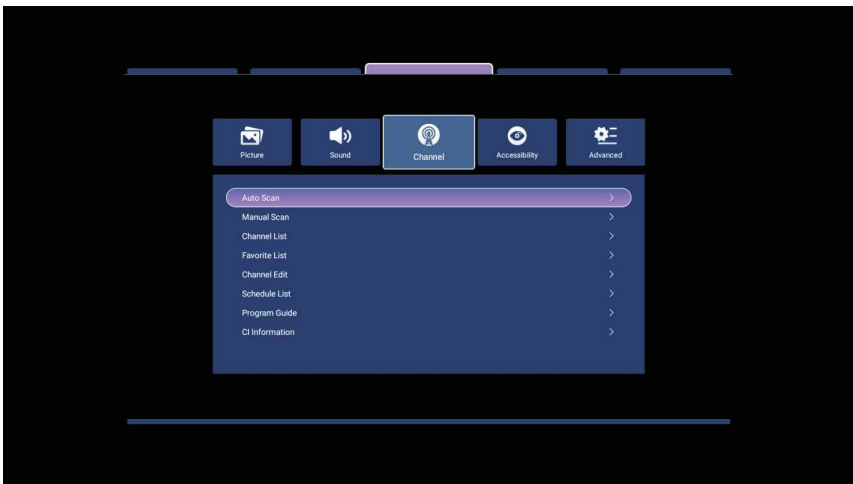 Picture
Sound
Channel
Accessibility
Advanced
Auto Scan
Manual Scan
Channel List
Favorite List
Channel Edit
Schedule List
Program Guide
CI Information